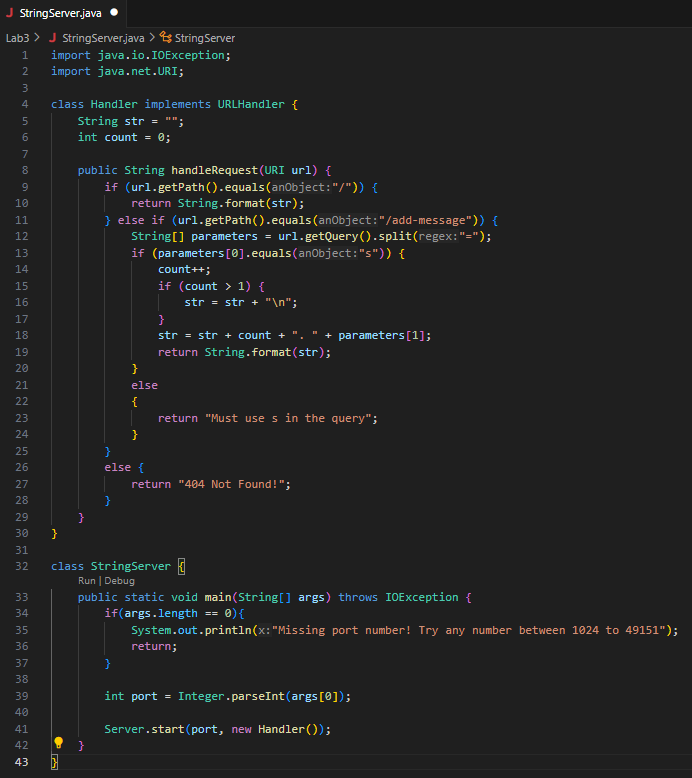 StringServer.java
Lab3 > StringServer.java > StringServer
1 import java.io.IOException;
2 import java.net.URI;
3
4 class Handler implements URLHandler {
5     String str = "";
6     int count = 0;
7
8     public String handleRequest(URI url) {
9         if (url.getPath().equals(anObject:"/")) {
10             return String.format(str);
11         } else if (url.getPath().equals(anObject:"/add-message")) {
12             String[] parameters = url.getQuery().split(regex:"=");
13             if (parameters[0].equals(anObject:"s")) {
14                 count++;
15                 if (count > 1) {
16                     str = str + "\n";
17                 }
18                 str = str + count + ". " + parameters[1];
19                 return String.format(str);
20             }
21             else
22             {
23                 return "Must use s in the query";
24             }
25         }
26         else {
27             return "404 Not Found!";
28         }
29     }
30 }
31
32 class StringServer {
Run | Debug
33     public static void main(String[] args) throws IOException {
34         if(args.length == 0){
35             System.out.println(x:"Missing port number! Try any number between 1024 to 49151");
36             return;
37         }
38
39         int port = Integer.parseInt(args[0]);
40
41         Server.start(port, new Handler());
42     }
43 }